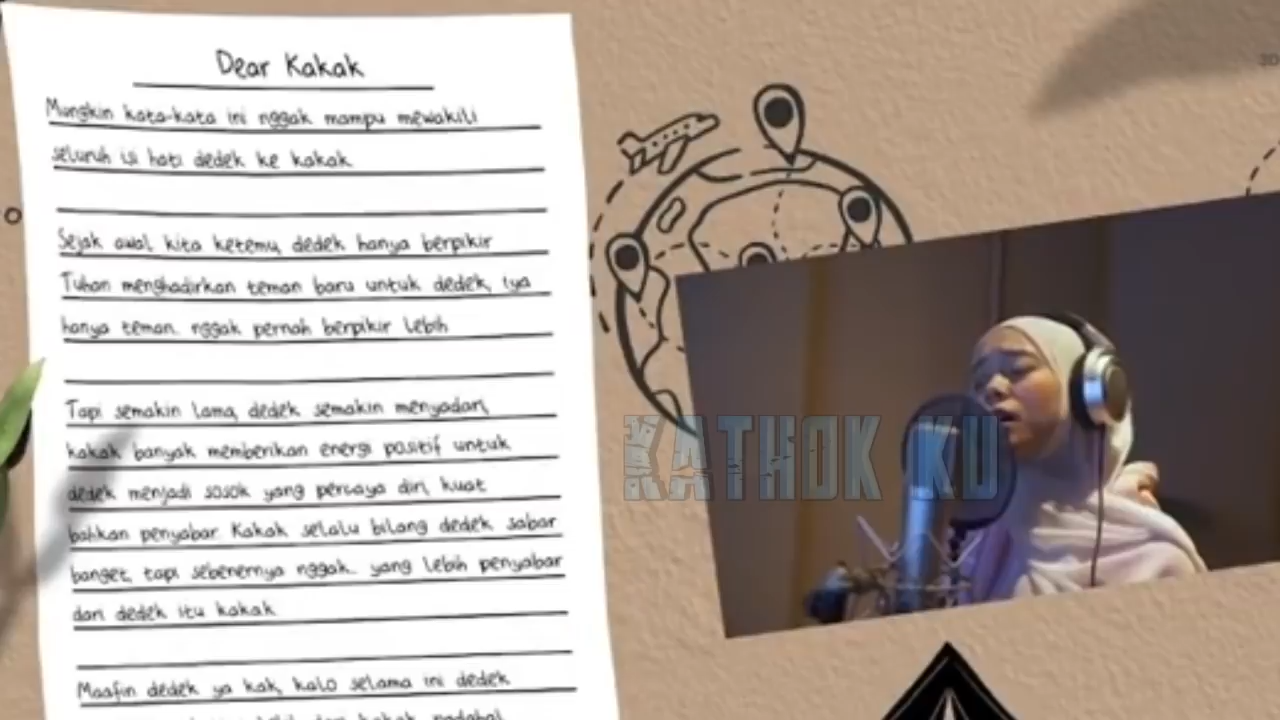 Dear Kakak
Mungkin kata-kata ini nggak mampu mewakili
seluruh isi hati dedek ke kakak
Sejak awal kita ketemu, dedek hanya berpikir
Tuhan menghadirkan teman baru untuk dedek, iya
hanya teman. nggak pernah berpikir lebih
Tapi semakin lama, dedek semakin menyadari,
kakak banyak memberikan energi positif untuk
dedek menjadi sosok yang percaya diri, kuat
bahkan penyabar. Kakak selalu bilang dedek sabar
banget, tapi sebenernya nggak.. yang lebih penyabar
dari dedek itu kakak
Maafin dedek ya kak, kalo selama ini dedek
kakak padahal
KATHOK KU